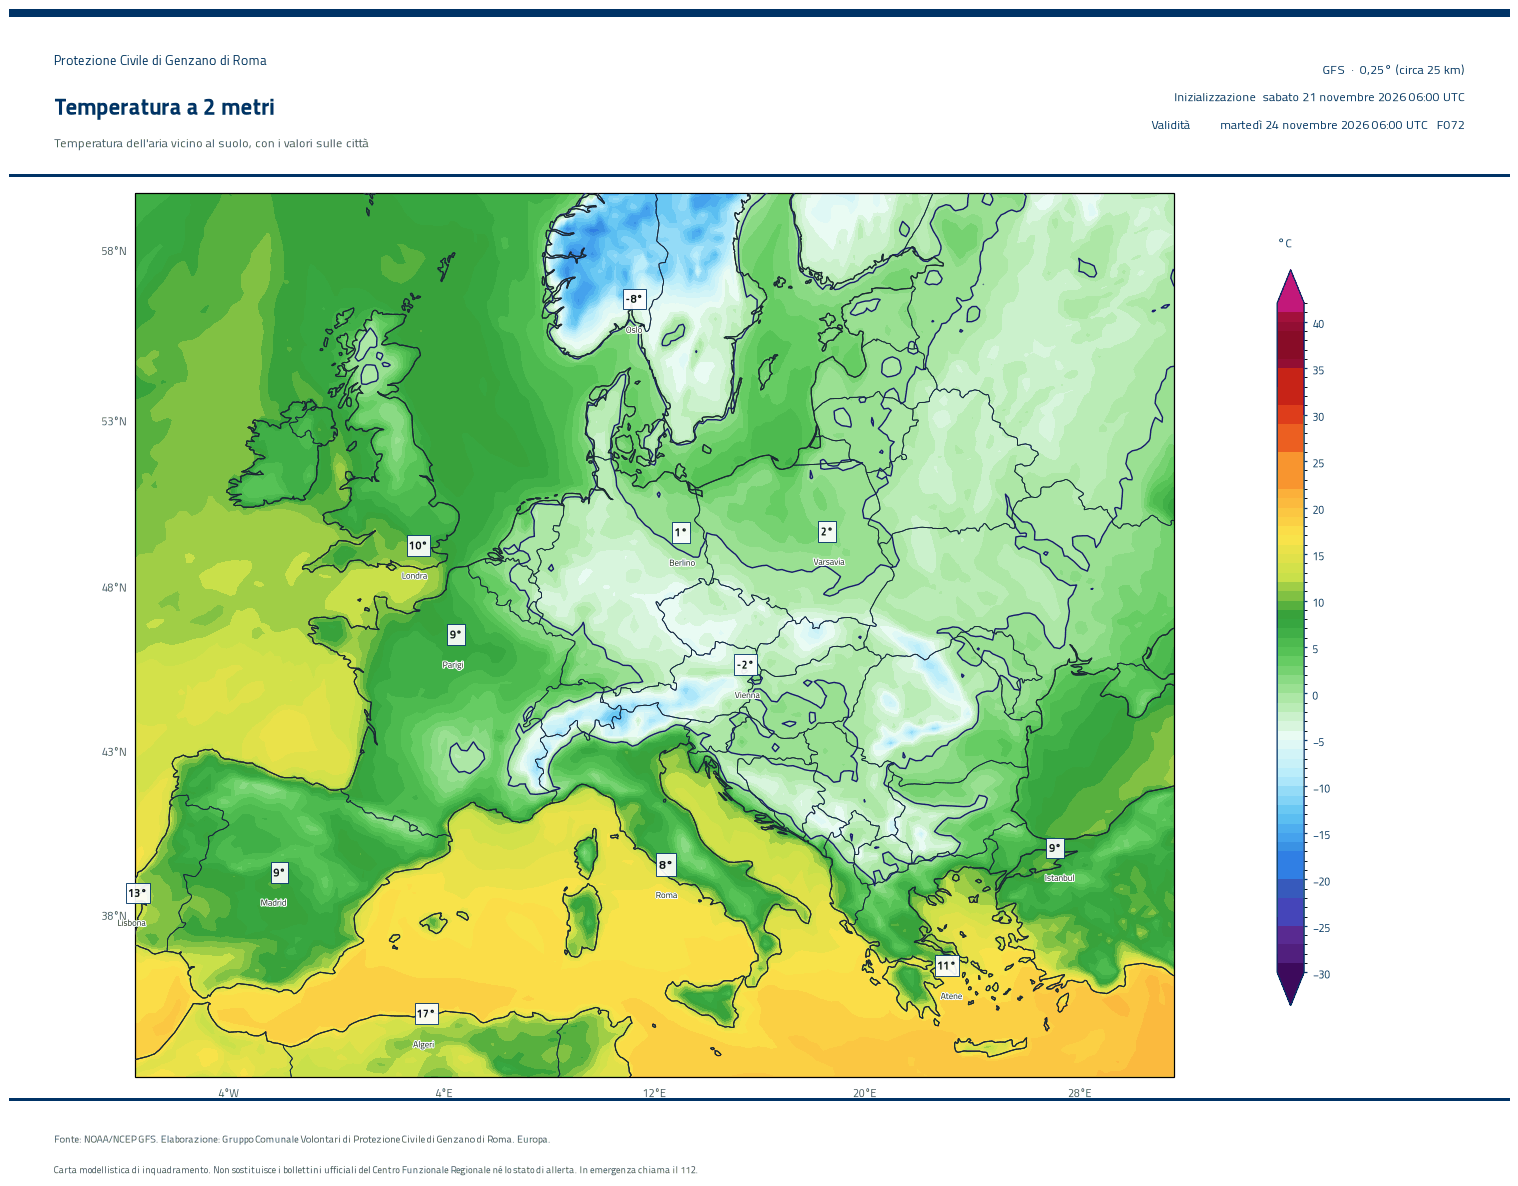 Protezione Civile di Genzano di Roma
Temperatura a 2 metri
Temperatura dell'aria vicino al suolo, con i valori sulle città
GFS · 0,25° (circa 25 km)
Inizializzazione sabato 21 novembre 2026 06:00 UTC
Validità martedì 24 novembre 2026 06:00 UTC F072
58°N
53°N
48°N
43°N
38°N
4°W
4°E
12°E
20°E
28°E
-8°
Oslo
10°
Londra
1°
Berlino
2°
Varsavia
9°
Parigi
-2°
Vienna
9°
Madrid
13°
Lisbona
8°
Roma
9°
Istanbul
11°
Atene
17°
Algeri
°C
40
35
30
25
20
15
10
5
0
−5
−10
−15
−20
−25
−30
Fonte: NOAA/NCEP GFS. Elaborazione: Gruppo Comunale Volontari di Protezione Civile di Genzano di Roma. Europa.
Carta modellistica di inquadramento. Non sostituisce i bollettini ufficiali del Centro Funzionale Regionale né lo stato di allerta. In emergenza chiama il 112.